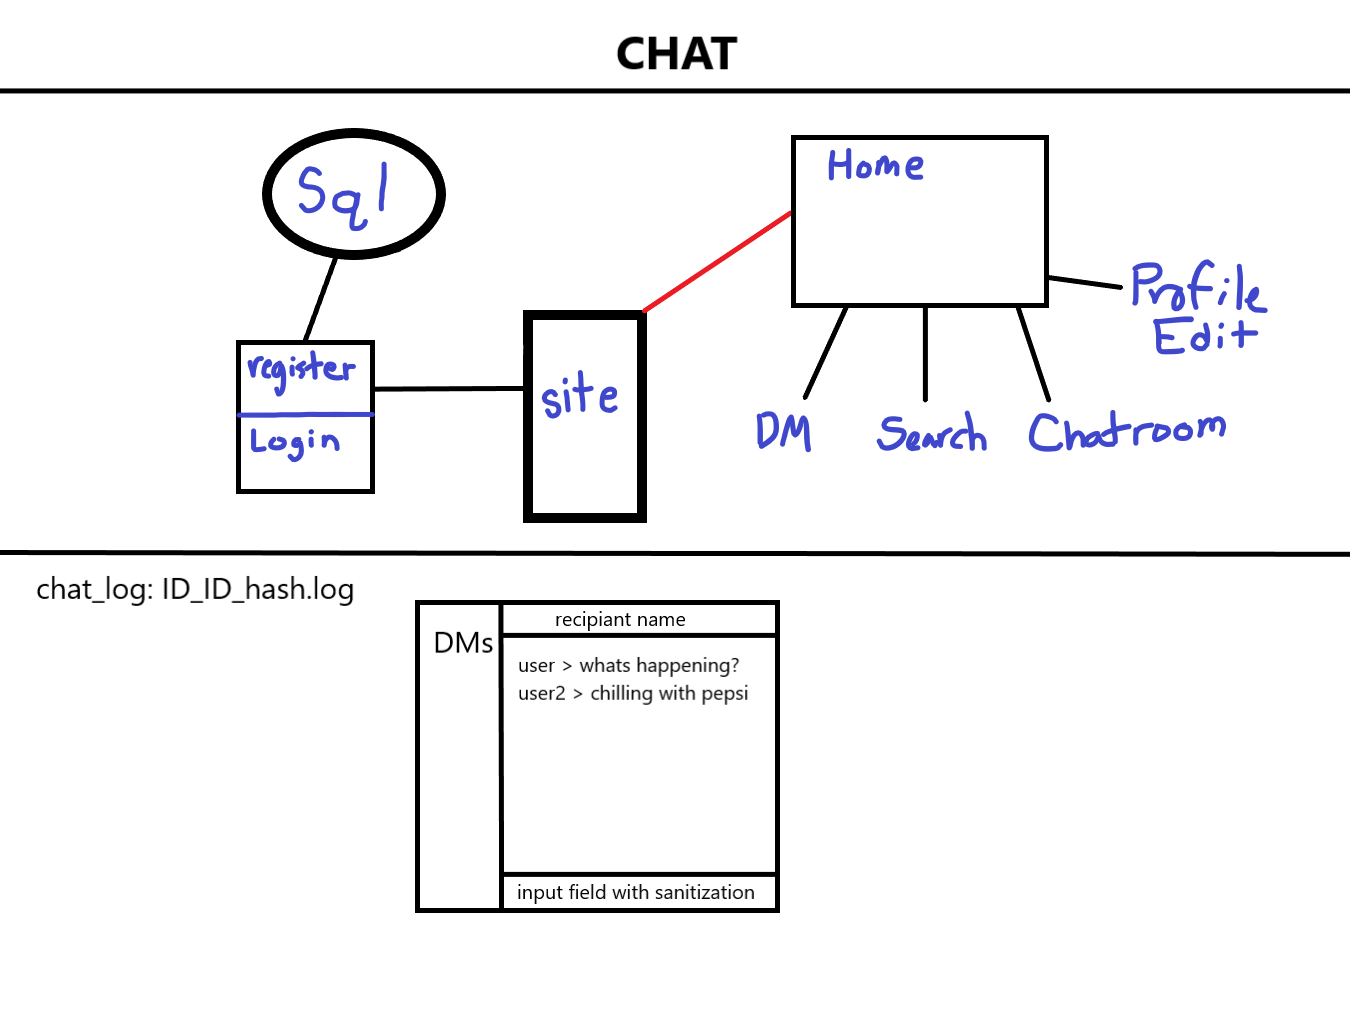 CHAT
Sql
register
Login
site
Home
Profile
Edit
DM
Search
Chatroom
chat_log: ID_ID_hash.log
DMs
recipiant name
user > whats happening?
user2 > chilling with pepsi
input field with sanitization